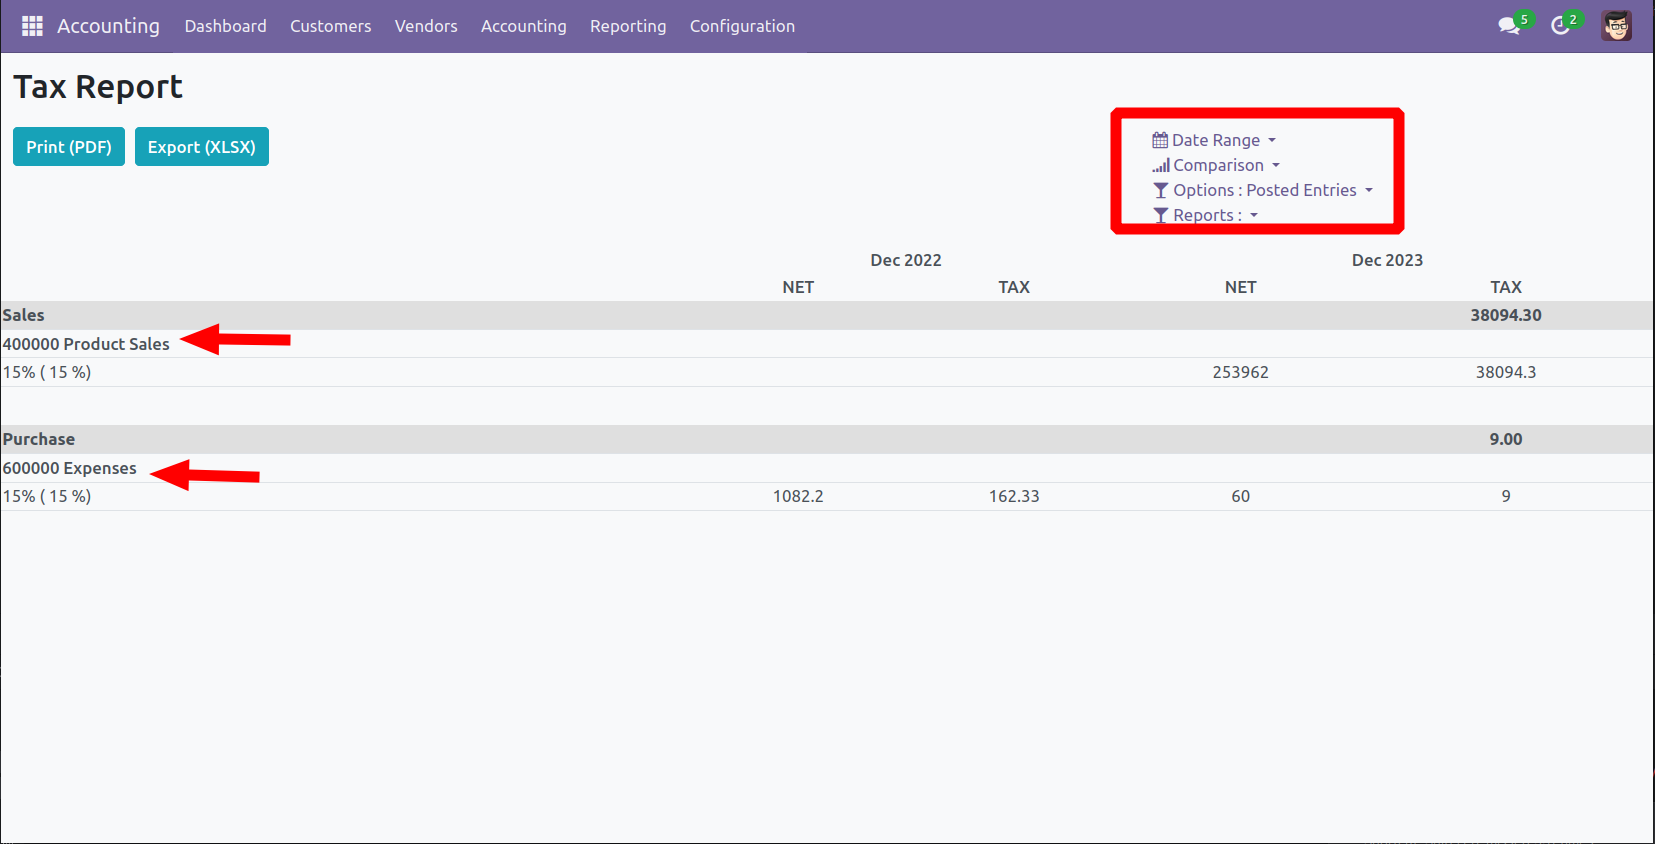 Accounting Dashboard Customers Vendors Accounting Reporting Configuration 5 2
Tax Report
Print (PDF) Export (XLSX)
Date Range
Comparison
Options : Posted Entries
Reports :
Dec 2022 Dec 2023
NET TAX NET TAX
Sales 38094.30
400000 Product Sales
15% ( 15 %) 253962 38094.3
Purchase 9.00
600000 Expenses
15% ( 15 %) 1082.2 162.33 60 9